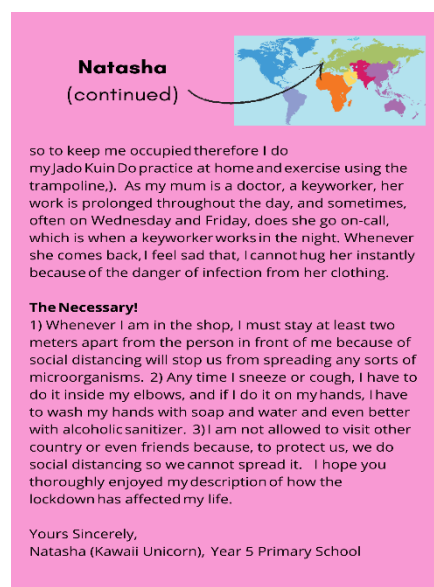 Natasha
(continued)
so to keep me occupied therefore I do
my Jado Kuin Do practice at home and exercise using the
trampoline,). As my mum is a doctor, a keyworker, her
work is prolonged throughout the day, and sometimes,
often on Wednesday and Friday, does she go on-call,
which is when a keyworker works in the night. Whenever
she comes back, I feel sad that, I cannot hug her instantly
because of the danger of infection from her clothing.
The Necessary!
1) Whenever I am in the shop, I must stay at least two
meters apart from the person in front of me because of
social distancing will stop us from spreading any sorts of
microorganisms. 2) Any time I sneeze or cough, I have to
do it inside my elbows, and if I do it on my hands, I have
to wash my hands with soap and water and even better
with alcoholic sanitizer. 3) I am not allowed to visit other
country or even friends because, to protect us, we do
social distancing so we cannot spread it. I hope you
thoroughly enjoyed my description of how the
lockdown has affected my life.
Yours Sincerely,
Natasha (Kawaii Unicorn), Year 5 Primary School